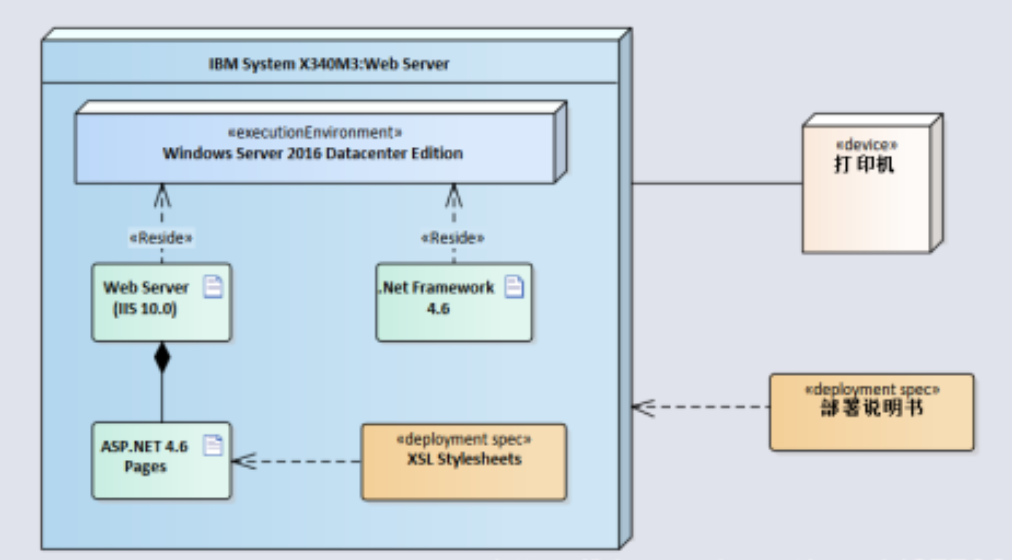 IBM System X340M3:Web Server
«executionEnvironment»
Windows Server 2016 Datacenter Edition
«device»
打印机
«Reside»
«Reside»
Web Server
(IIS 10.0)
.Net Framework
4.6
«deployment spec»
部署说明书
ASP.NET 4.6
Pages
«deployment spec»
XSL Stylesheets